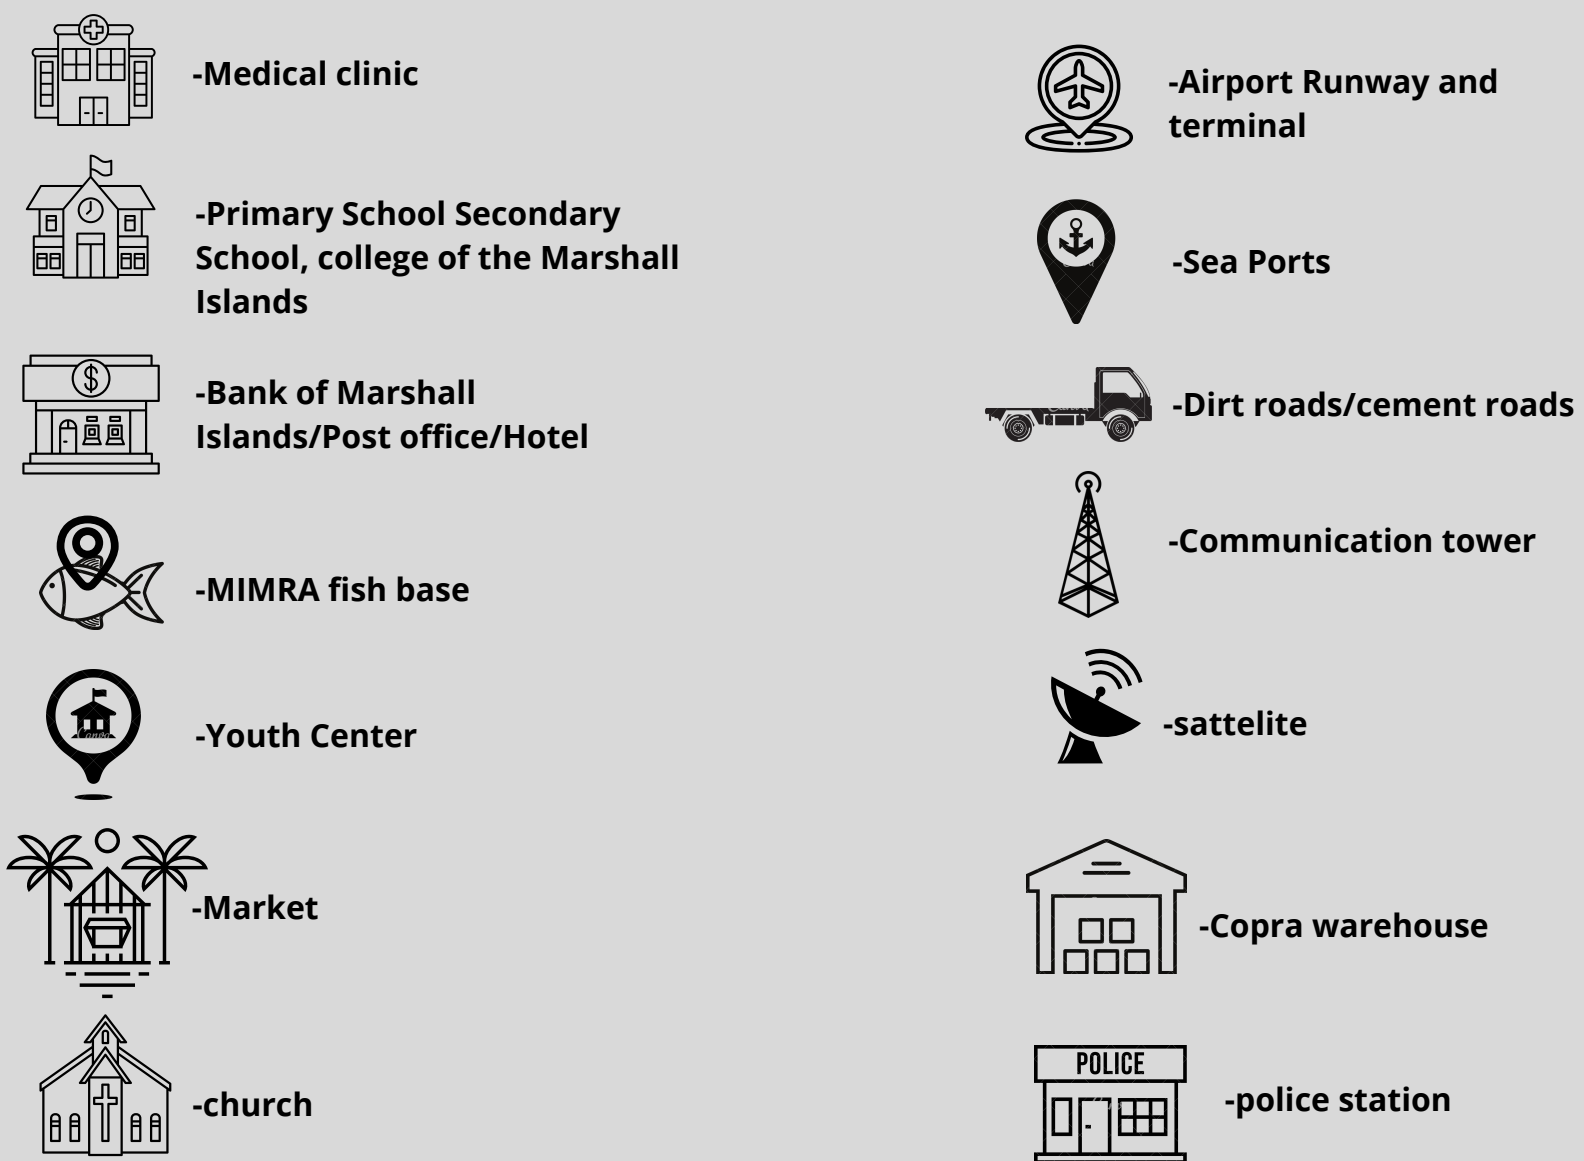 -Medical clinic
-Primary School Secondary
School, college of the Marshall
Islands
$
-Bank of Marshall
Islands/Post office/Hotel
-MIMRA fish base
Canva
-Youth Center
-Market
-church
-Airport Runway and
terminal
-Sea Ports
Canva
-Dirt roads/cement roads
-Communication tower
-sattelite
-Copra warehouse
POLICE
-police station